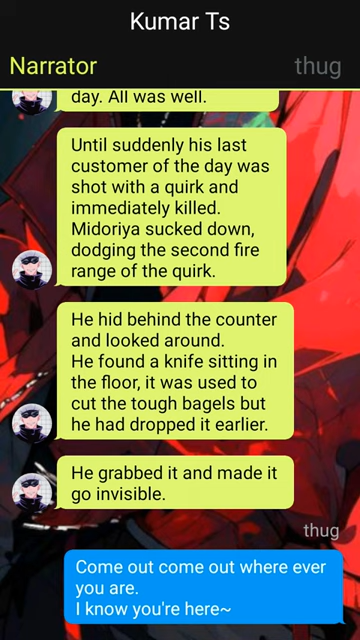 Kumar Ts
Narrator
thug
day. All was well.
Until suddenly his last
customer of the day was
shot with a quirk and
immediately killed.
Midoriya sucked down,
dodging the second fire
range of the quirk.
He hid behind the counter
and looked around.
He found a knife sitting in
the floor, it was used to
cut the tough bagels but
he had dropped it earlier.
He grabbed it and made it
go invisible.
thug
Come out come out where ever
you are.
I know you're here~